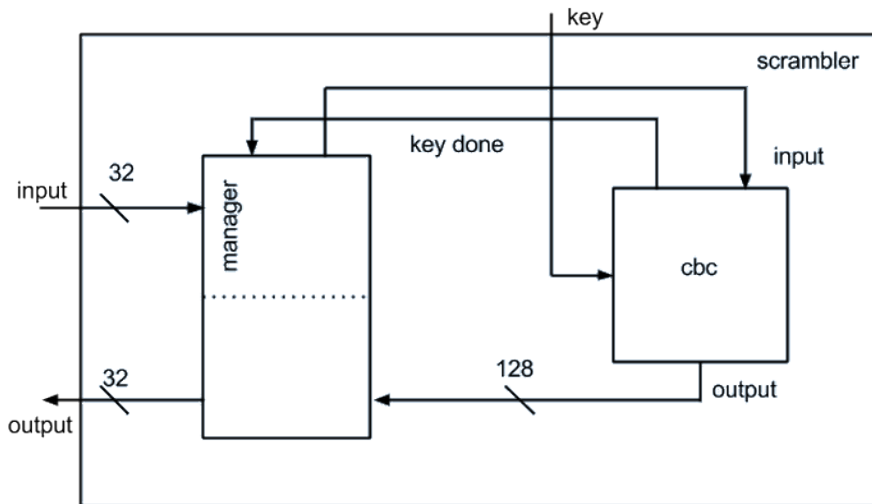 key
scrambler
key done
input
32
input
manager
cbc
128
output
32
output